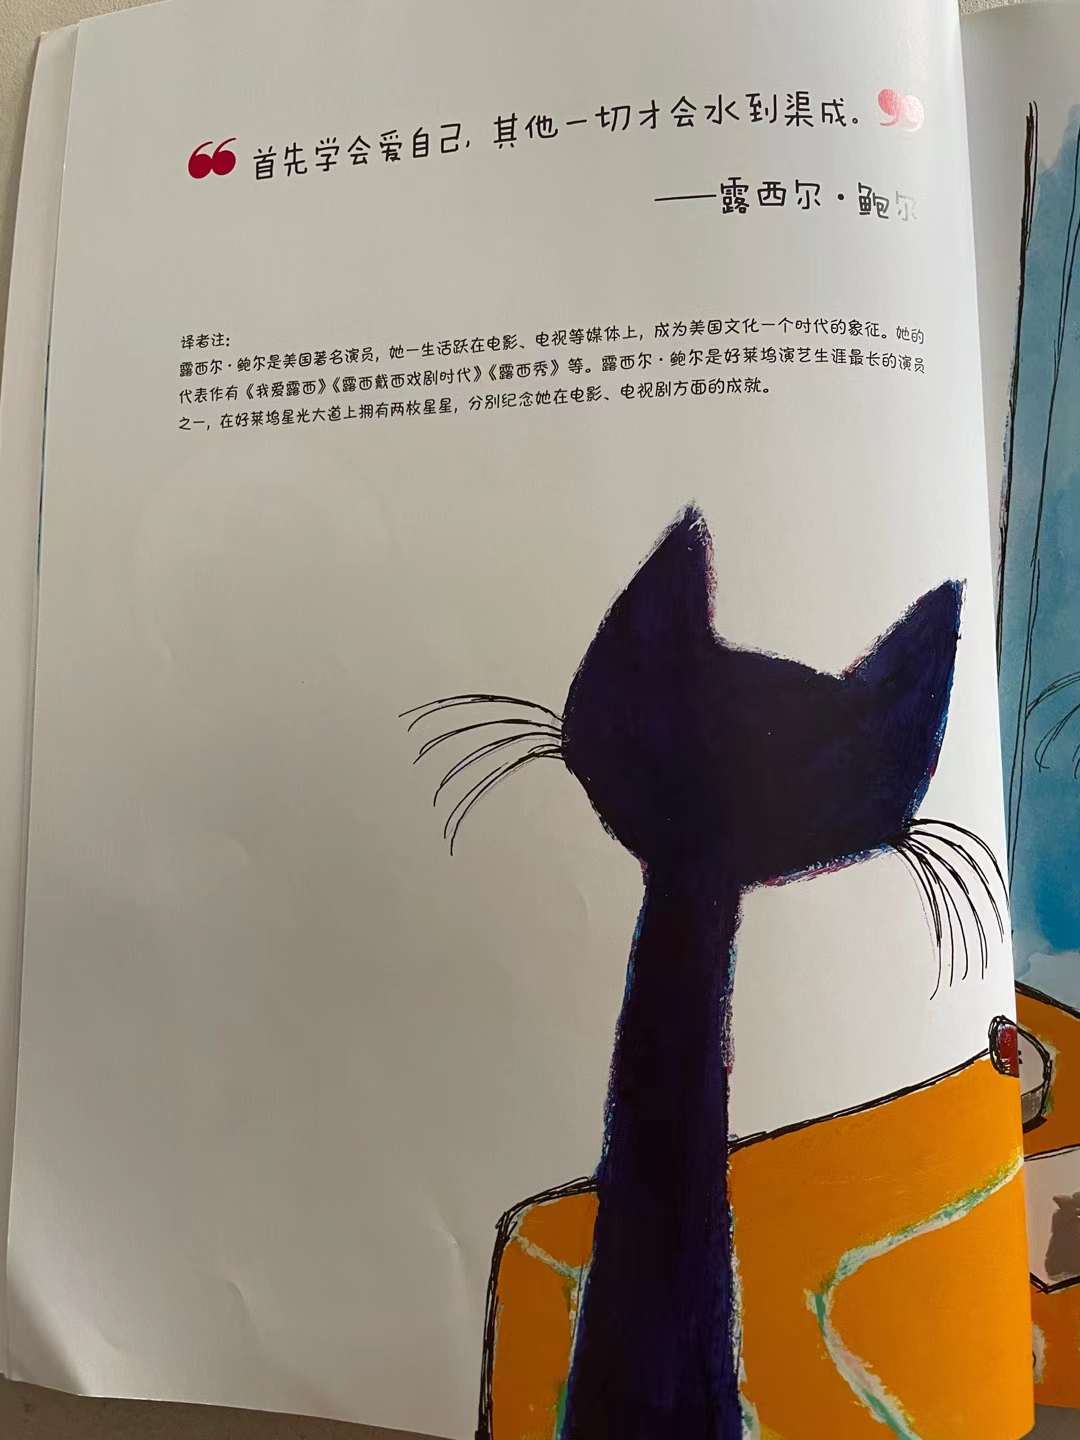 “首先学会爱自己，其他一切才会水到渠成。”
——露西尔·鲍尔
译者注：
露西尔·鲍尔是美国著名演员，她一生活跃在电影、电视等媒体上，成为美国文化一个时代的象征。她的
代表作有《我爱露西》《露西戴西戏剧时代》《露西秀》等。露西尔·鲍尔是好莱坞演艺生涯最长的演员
之一，在好莱坞星光大道上拥有两枚星星，分别纪念她在电影、电视剧方面的成就。